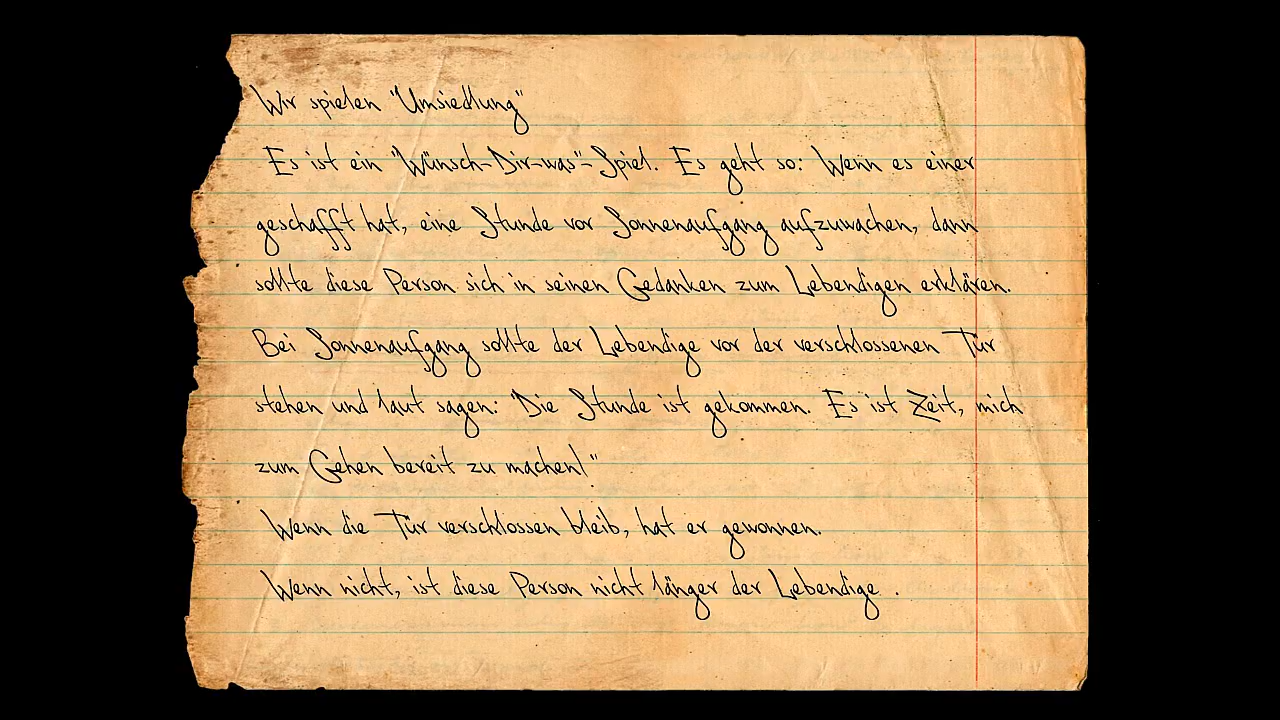 Wir spielen "Umsiedlung"
Es ist ein "Wünsch-Dir-was"-Spiel. Es geht so: Wenn es einer
geschafft hat, eine Stunde vor Sonnenaufgang aufzuwachen, dann
sollte diese Person sich in seinen Gedanken zum Lebendigen erklären.
Bei Sonnenaufgang sollte der Lebendige vor der verschlossenen Tür
stehen und laut sagen: "Die Stunde ist gekommen. Es ist Zeit, mich
zum Gehen bereit zu machen!"
Wenn die Tür verschlossen bleib, hat er gewonnen.
Wenn nicht, ist diese Person nicht länger der Lebendige .